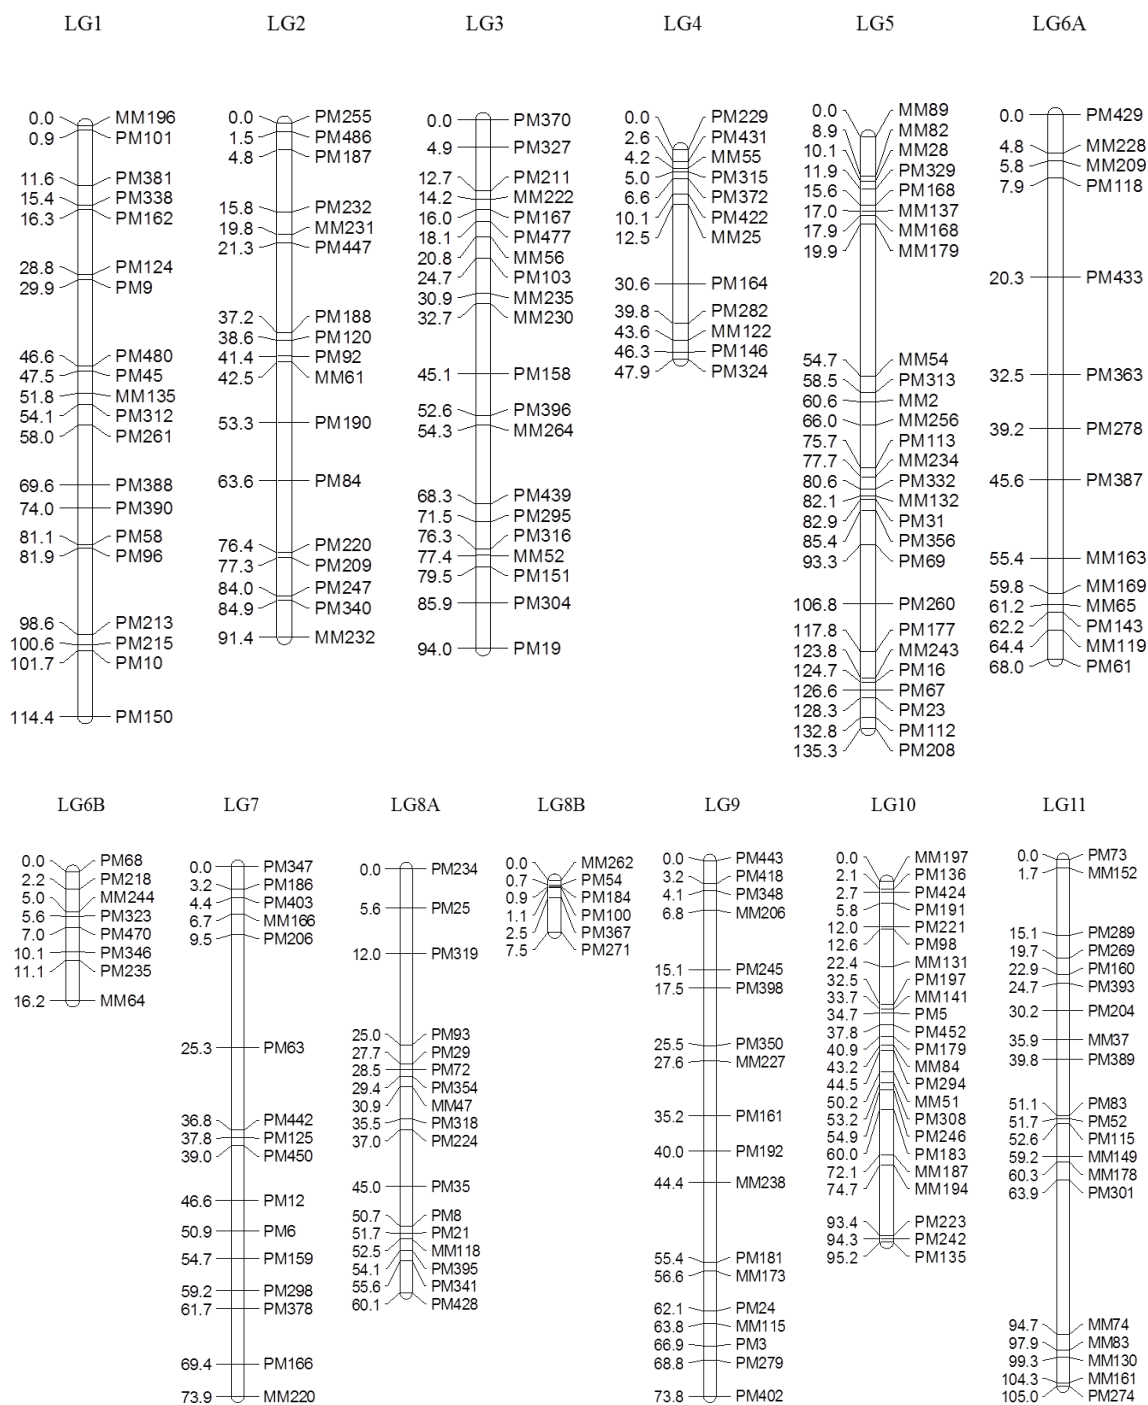 LG1 LG2 LG3 LG4 LG5 LG6A
0.0 MM196
0.9 PM101
11.6 PM381
15.4 PM338
16.3 PM162
28.8 PM124
29.9 PM9
46.6 PM480
47.5 PM45
51.8 MM135
54.1 PM312
58.0 PM261
69.6 PM388
74.0 PM390
81.1 PM58
81.9 PM96
98.6 PM213
100.6 PM215
101.7 PM10
114.4 PM150
0.0 PM255
1.5 PM486
4.8 PM187
15.8 PM232
19.8 MM231
21.3 PM447
37.2 PM188
38.6 PM120
41.4 PM92
42.5 MM61
53.3 PM190
63.6 PM84
76.4 PM220
77.3 PM209
84.0 PM247
84.9 PM340
91.4 MM232
0.0 PM370
4.9 PM327
12.7 PM211
14.2 MM222
16.0 PM167
18.1 PM477
20.8 MM56
24.7 PM103
30.9 MM235
32.7 MM230
45.1 PM158
52.6 PM396
54.3 MM264
68.3 PM439
71.5 PM295
76.3 PM316
77.4 MM52
79.5 PM151
85.9 PM304
94.0 PM19
0.0 PM229
2.6 PM431
4.2 MM55
5.0 PM315
6.6 PM372
10.1 PM422
12.5 MM25
30.6 PM164
39.8 PM282
43.6 MM122
46.3 PM146
47.9 PM324
0.0 MM89
8.9 MM82
10.1 MM28
11.9 PM329
15.6 PM168
17.0 MM137
17.9 MM168
19.9 MM179
54.7 MM54
58.5 PM313
60.6 MM2
66.0 MM256
75.7 PM113
77.7 MM234
80.6 PM332
82.1 MM132
82.9 PM31
85.4 PM356
93.3 PM69
106.8 PM260
117.8 PM177
123.8 MM243
124.7 PM16
126.6 PM67
128.3 PM23
132.8 PM112
135.3 PM208
0.0 PM429
4.8 MM228
5.8 MM209
7.9 PM118
20.3 PM433
32.5 PM363
39.2 PM278
45.6 PM387
55.4 MM163
59.8 MM169
61.2 MM65
62.2 PM143
64.4 MM119
68.0 PM61
LG6B LG7 LG8A LG8B LG9 LG10 LG11
0.0 PM68
2.2 PM218
5.0 MM244
5.6 PM323
7.0 PM470
10.1 PM346
11.1 PM235
16.2 MM64
0.0 PM347
3.2 PM186
4.4 PM403
6.7 MM166
9.5 PM206
25.3 PM63
36.8 PM442
37.8 PM125
39.0 PM450
46.6 PM12
50.9 PM6
54.7 PM159
59.2 PM298
61.7 PM378
69.4 PM166
73.9 MM220
0.0 PM234
5.6 PM25
12.0 PM319
25.0 PM93
27.7 PM29
28.5 PM72
29.4 PM354
30.9 MM47
35.5 PM318
37.0 PM224
45.0 PM35
50.7 PM8
51.7 PM21
52.5 MM118
54.1 PM395
55.6 PM341
60.1 PM428
0.0 MM262
0.7 PM54
0.9 PM184
1.1 PM100
2.5 PM367
7.5 PM271
0.0 PM443
3.2 PM418
4.1 PM348
6.8 MM206
15.1 PM245
17.5 PM398
25.5 PM350
27.6 MM227
35.2 PM161
40.0 PM192
44.4 MM238
55.4 PM181
56.6 MM173
62.1 PM24
63.8 MM115
66.9 PM3
68.8 PM279
73.8 PM402
0.0 MM197
2.1 PM136
2.7 PM424
5.8 PM191
12.0 PM221
12.6 PM98
22.4 MM131
32.5 PM197
33.7 MM141
34.7 PM5
37.8 PM452
40.9 PM179
43.2 MM84
44.5 PM294
50.2 MM51
53.2 PM308
54.9 PM246
60.0 PM183
72.1 MM187
74.7 MM194
93.4 PM223
94.3 PM242
95.2 PM135
0.0 PM73
1.7 MM152
15.1 PM289
19.7 PM269
22.9 PM160
24.7 PM393
30.2 PM204
35.9 MM37
39.8 PM389
51.1 PM83
51.7 PM52
52.6 PM115
59.2 MM149
60.3 MM178
63.9 PM301
94.7 MM74
97.9 MM83
99.3 MM130
104.3 MM161
105.0 PM274